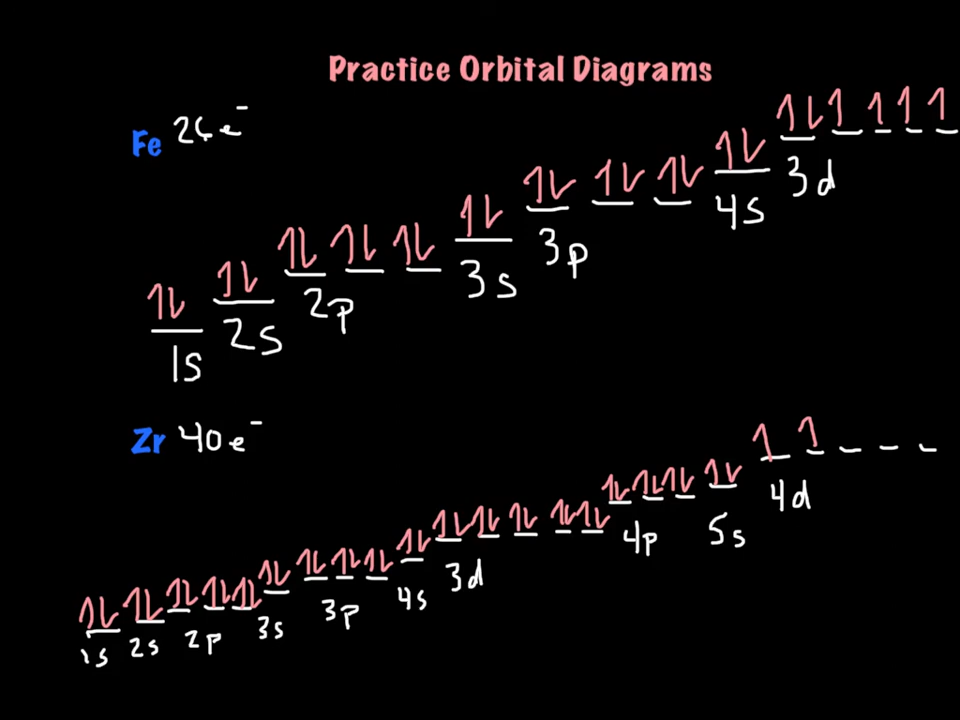 Practice Orbital Diagrams
Fe 26e⁻
1s 2s 2p 3s 3p 4s 3d
Zr 40e⁻
1s 2s 2p 3s 3p 4s 3d 4p 5s 4d